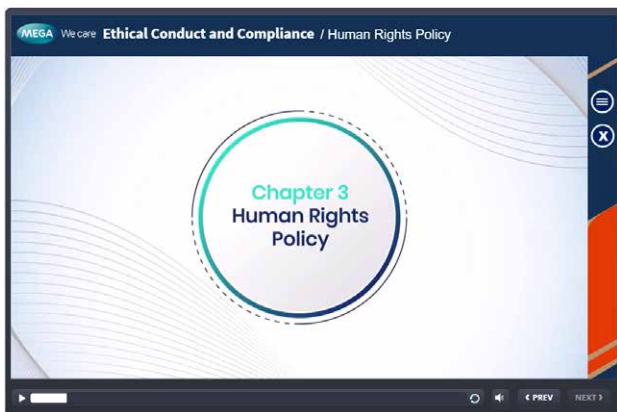 MEGA We care Ethical Conduct and Compliance / Human Rights Policy
X
Chapter 3
Human Rights
Policy
< PREV NEXT >